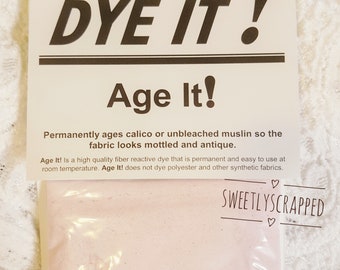 DYE IT!
Age It!
Permanently ages calico or unbleached muslin so the
fabric looks mottled and antique.
Age It! Is a high quality fiber reactive dye that is permanent and easy to use at
room temperature. Age It! does not dye polyester and other synthetic fabrics.
SWEETLYSCRAPPED